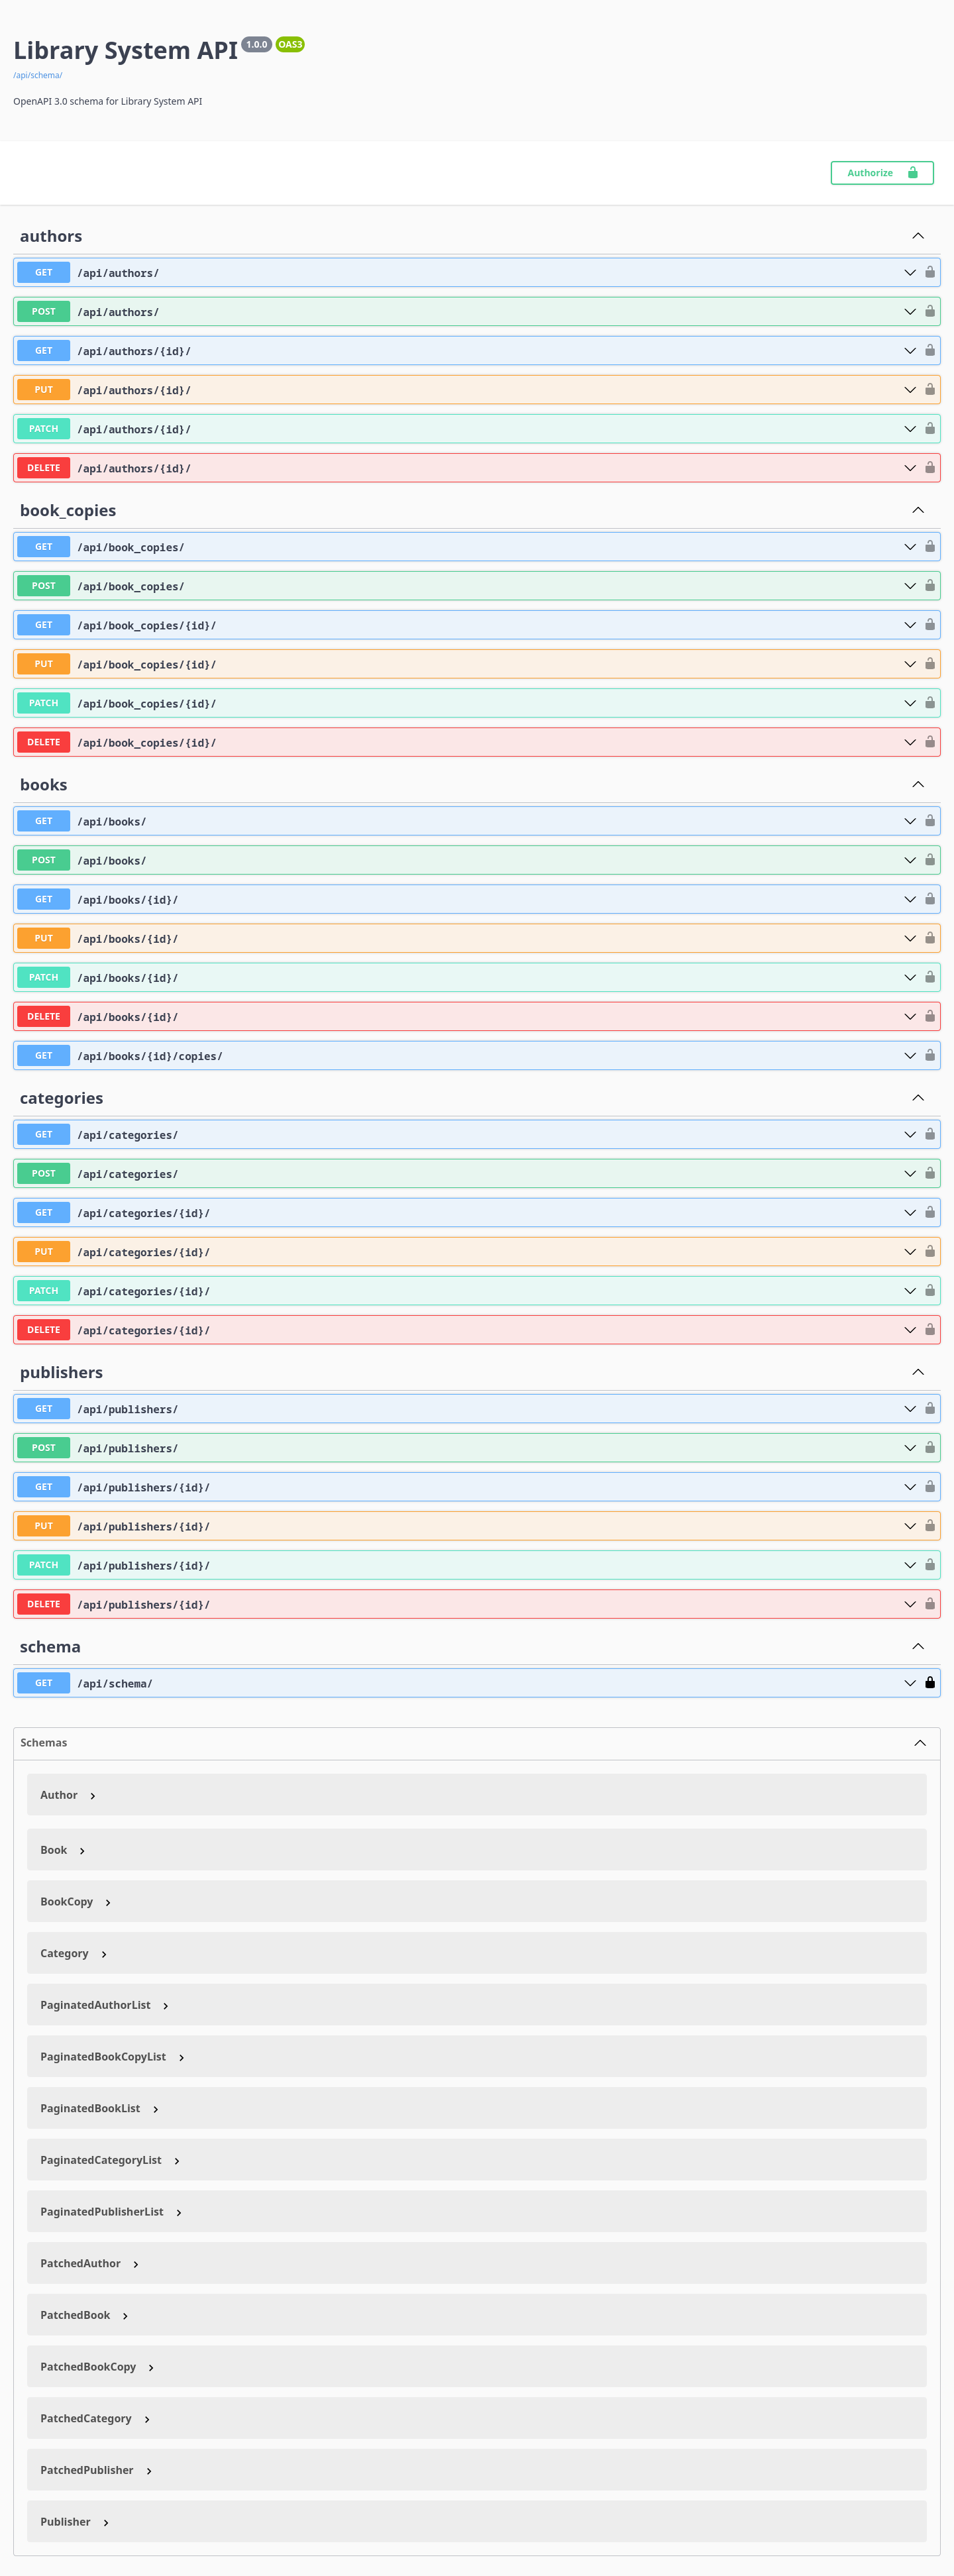 Library System API 1.0.0 OAS3
/api/schema/
OpenAPI 3.0 schema for Library System API
Authorize
authors
GET /api/authors/
POST /api/authors/
GET /api/authors/{id}/
PUT /api/authors/{id}/
PATCH /api/authors/{id}/
DELETE /api/authors/{id}/
book_copies
GET /api/book_copies/
POST /api/book_copies/
GET /api/book_copies/{id}/
PUT /api/book_copies/{id}/
PATCH /api/book_copies/{id}/
DELETE /api/book_copies/{id}/
books
GET /api/books/
POST /api/books/
GET /api/books/{id}/
PUT /api/books/{id}/
PATCH /api/books/{id}/
DELETE /api/books/{id}/
GET /api/books/{id}/copies/
categories
GET /api/categories/
POST /api/categories/
GET /api/categories/{id}/
PUT /api/categories/{id}/
PATCH /api/categories/{id}/
DELETE /api/categories/{id}/
publishers
GET /api/publishers/
POST /api/publishers/
GET /api/publishers/{id}/
PUT /api/publishers/{id}/
PATCH /api/publishers/{id}/
DELETE /api/publishers/{id}/
schema
GET /api/schema/
Schemas
Author
Book
BookCopy
Category
PaginatedAuthorList
PaginatedBookCopyList
PaginatedBookList
PaginatedCategoryList
PaginatedPublisherList
PatchedAuthor
PatchedBook
PatchedBookCopy
PatchedCategory
PatchedPublisher
Publisher